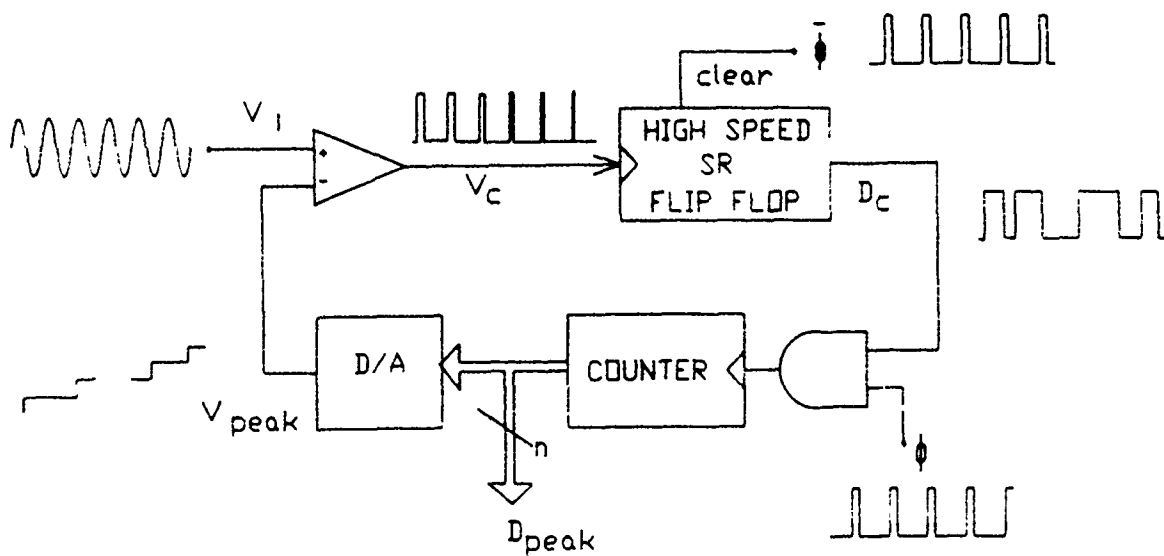 V i
+
-
V c
clear
Φ̄
HIGH SPEED
SR
FLIP FLOP
D c
V peak
D/A
n
COUNTER
Φ
D peak